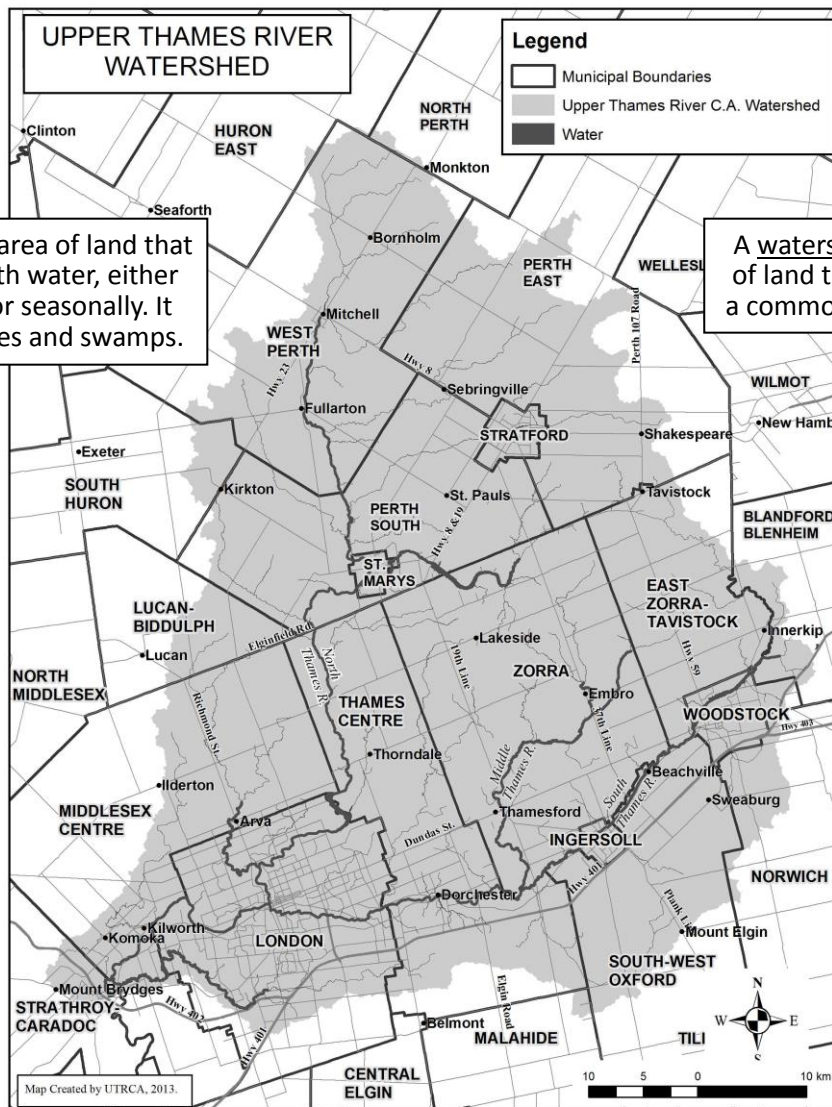 UPPER THAMES RIVER
WATERSHED
Legend
Municipal Boundaries
Upper Thames River C.A. Watershed
Water
NORTH
PERTH
Clinton
HURON
EAST
Monkton
Seaforth
area of land that
th water, either
or seasonally. It
es and swamps.
A waters
of land t
a commo
Bornholm
PERTH
EAST
WELLESL
Perth 107 Road
Mitchell
WEST
PERTH
Hwy 23
Hwy 8
Sebringville
WILMOT
Fullarton
STRATFORD
Shakespeare
New Hamb
Exeter
SOUTH
HURON
Kirkton
St. Pauls
Tavistock
PERTH
SOUTH
Hwy 8 & 19
BLANDFORD
BLENHEIM
ST.
MARYS
EAST
ZORRA-
TAVISTOCK
LUCAN-
BIDDULPH
Elginfield Rd.
Lakeside
Innerkip
Lucan
North
Thames R.
19th Line
ZORRA
Hwy 59
NORTH
MIDDLESEX
Richmond St.
THAMES
CENTRE
Embro
37th Line
WOODSTOCK
Hwy 403
Thorndale
Middle
Thames R.
South
Thames R.
Beachville
Ilderton
Sweaburg
MIDDLESEX
CENTRE
Arva
Thamesford
Dundas St.
INGERSOLL
Hwy 401
NORWICH
Dorchester
Plank Li
Kilworth
Komoka
LONDON
Mount Elgin
SOUTH-WEST
OXFORD
Mount Brydges
STRATHROY-
CARADOC
Hwy 402
Hwy 401
Elgin Road
Belmont
MALAHIDE
TILI
N
W E
S
CENTRAL
ELGIN
Map Created by UTRCA, 2013.
10 5 0 10 km